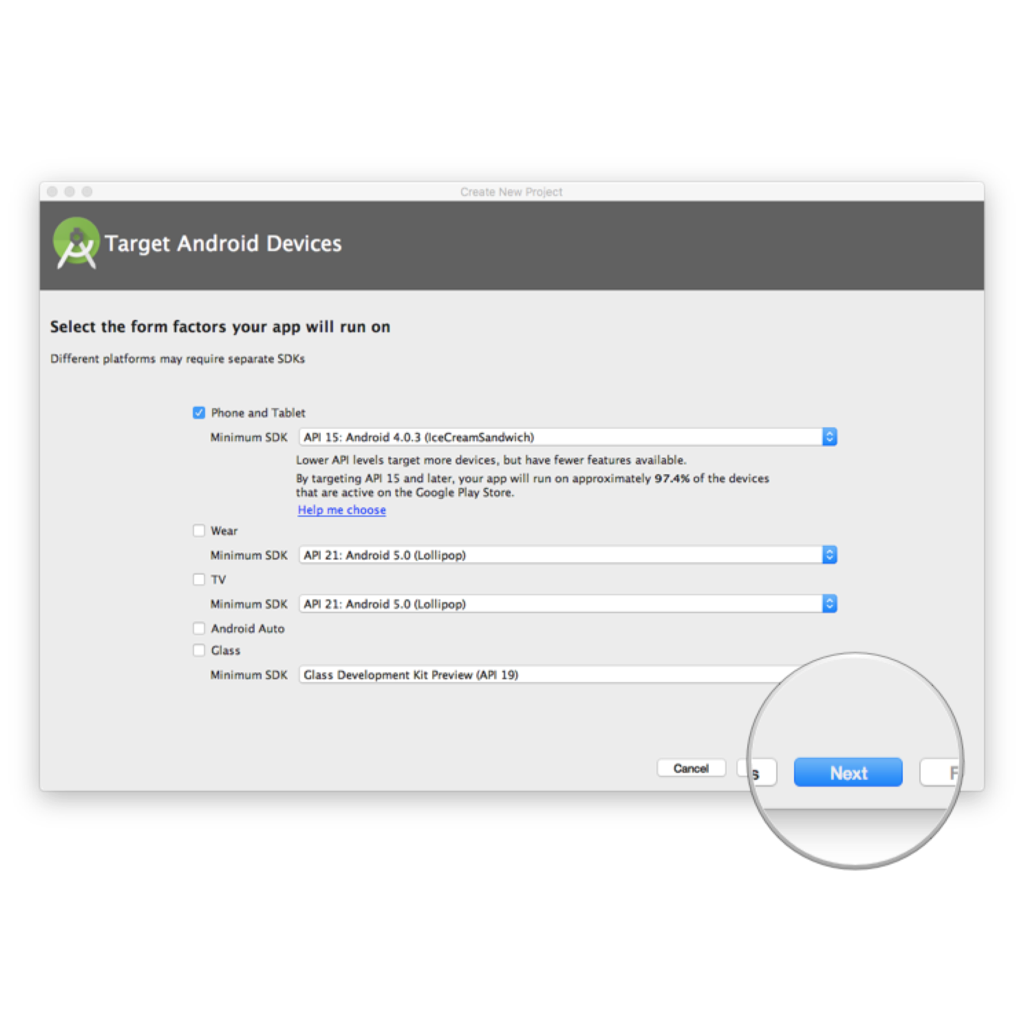 Create New Project
Target Android Devices
Select the form factors your app will run on
Different platforms may require separate SDKs
Phone and Tablet
Minimum SDK API 15: Android 4.0.3 (IceCreamSandwich)
Lower API levels target more devices, but have fewer features available.
By targeting API 15 and later, your app will run on approximately 97.4% of the devices
that are active on the Google Play Store.
Help me choose
Wear
Minimum SDK API 21: Android 5.0 (Lollipop)
TV
Minimum SDK API 21: Android 5.0 (Lollipop)
Android Auto
Glass
Minimum SDK Glass Development Kit Preview (API 19)
Cancel s Next F